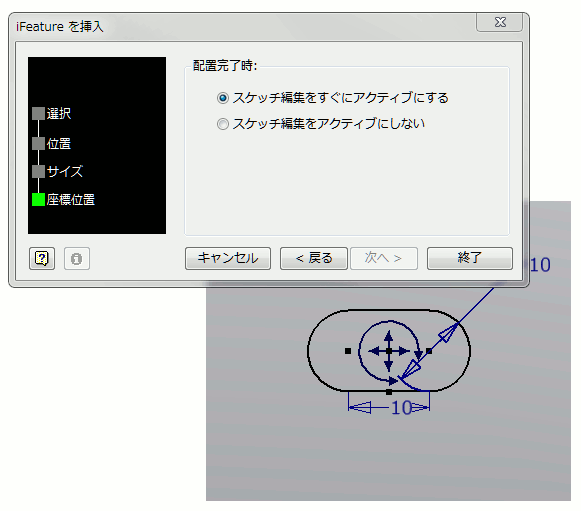 iFeature を挿入
選択
位置
サイズ
座標位置
配置完了時:
スケッチ編集をすぐにアクティブにする
スケッチ編集をアクティブにしない
キャンセル
< 戻る
次へ >
終了
10
10